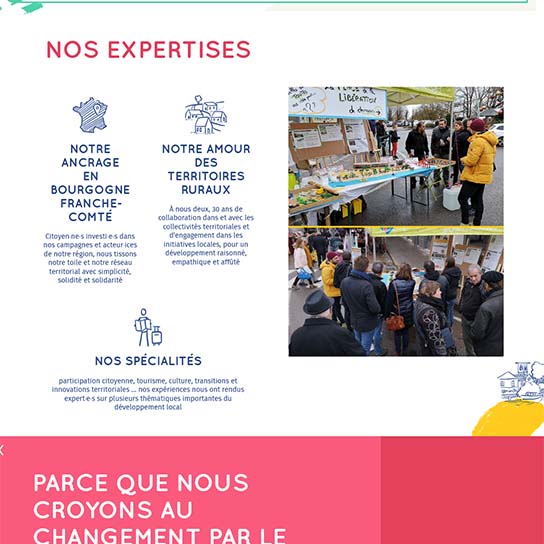 NOS EXPERTISES
NOTRE
ANCRAGE
EN
BOURGOGNE
FRANCHE-
COMTÉ
Citoyen·ne·s investi·e·s dans
nos campagnes et acteur·ices
de notre région, nous tissons
notre toile et notre réseau
territorial avec simplicité,
solidité et solidarité
NOTRE AMOUR
DES
TERRITOIRES
RURAUX
À nous deux, 30 ans de
collaboration dans et avec les
collectivités territoriales et
d'engagement dans les
initiatives locales, pour un
développement raisonné,
empathique et affûté
LIBÉRATION
NOS SPÉCIALITÉS
participation citoyenne, tourisme, culture, transitions et
innovations territoriales ... nos expériences nous ont rendus
expert·e·s sur plusieurs thématiques importantes du
développement local
PARCE QUE NOUS
CROYONS AU
CHANGEMENT PAR LE